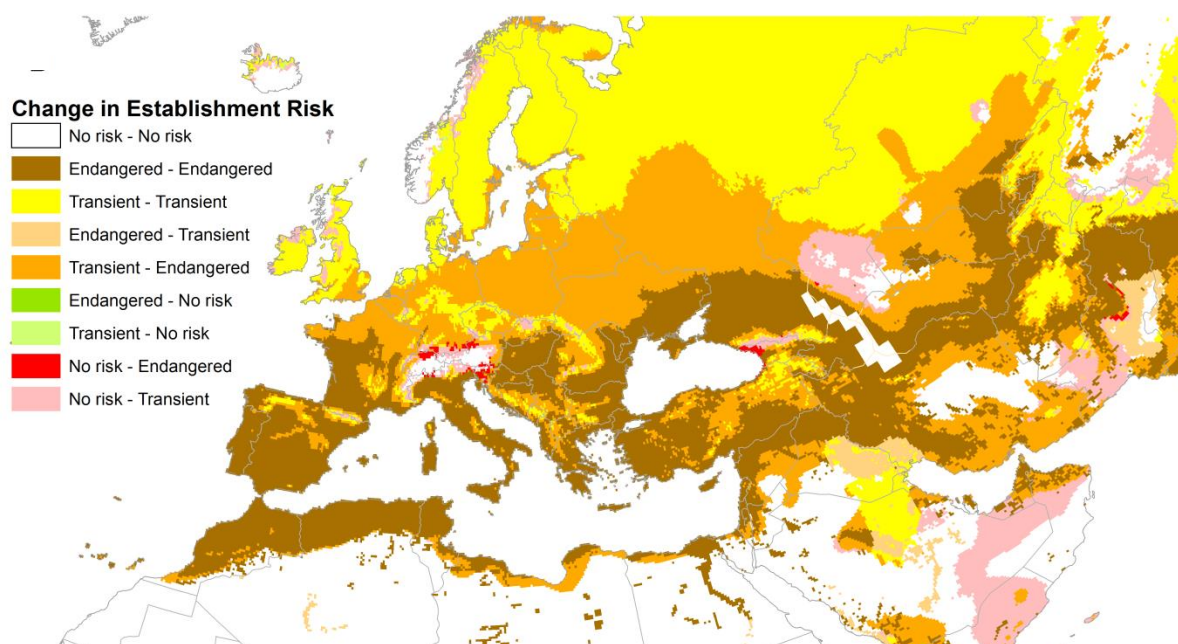 Change in Establishment Risk
No risk - No risk
Endangered - Endangered
Transient - Transient
Endangered - Transient
Transient - Endangered
Endangered - No risk
Transient - No risk
No risk - Endangered
No risk - Transient